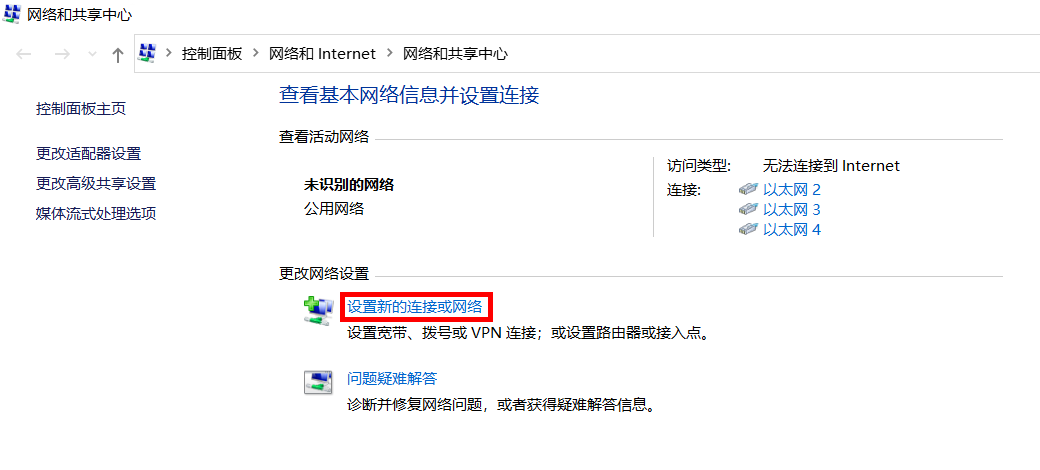 网络和共享中心
控制面板 > 网络和 Internet > 网络和共享中心
控制面板主页
更改适配器设置
更改高级共享设置
媒体流式处理选项
查看基本网络信息并设置连接
查看活动网络
未识别的网络
公用网络
访问类型: 无法连接到 Internet
连接: 以太网 2
以太网 3
以太网 4
更改网络设置
设置新的连接或网络
设置宽带、拨号或 VPN 连接；或设置路由器或接入点。
问题疑难解答
诊断并修复网络问题，或者获得疑难解答信息。